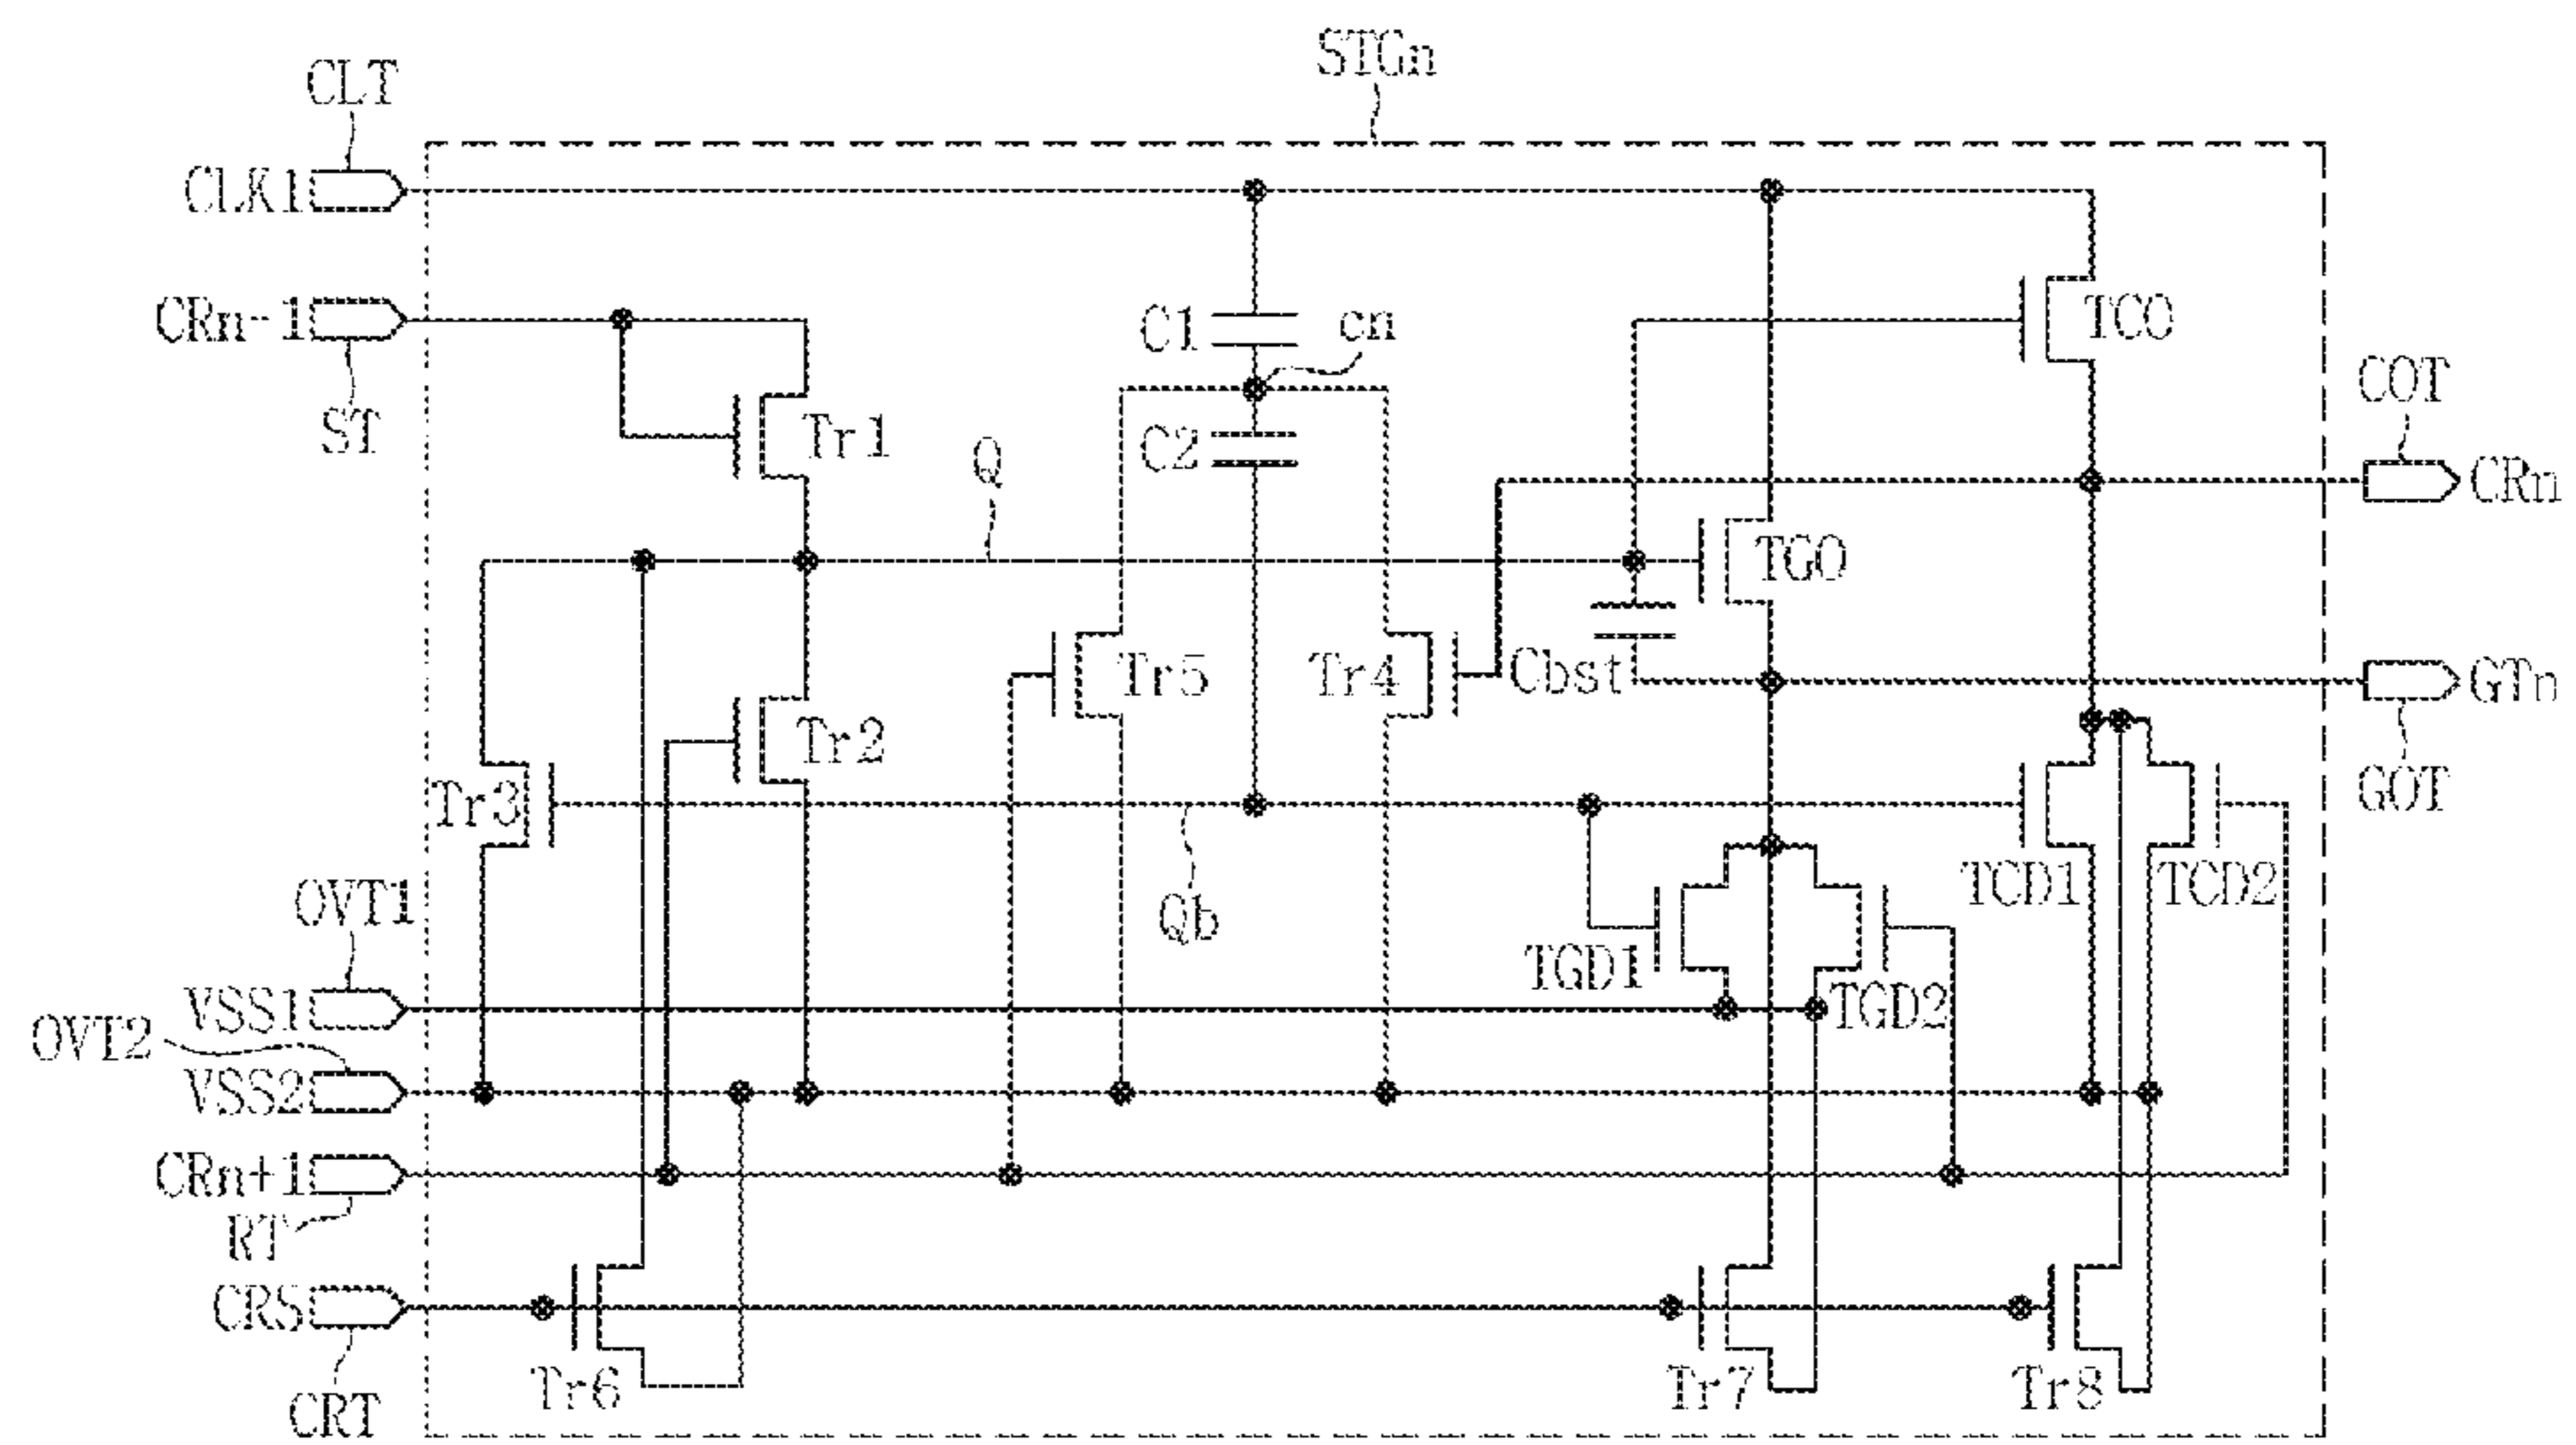 STGn
CLT
CLK1
CRn-1
ST
C1
cn
TCO
COT
Tr1
Q
C2
CRn
TGO
Tr5
Tr4
Cbst
GTn
Tr2
Tr3
GOT
OVT1
Qb
TCD1
TCD2
TGD1
VSS1
TGD2
OVT2
VSS2
CRn+1
RT
CRS
Tr6
Tr7
Tr8
CRT